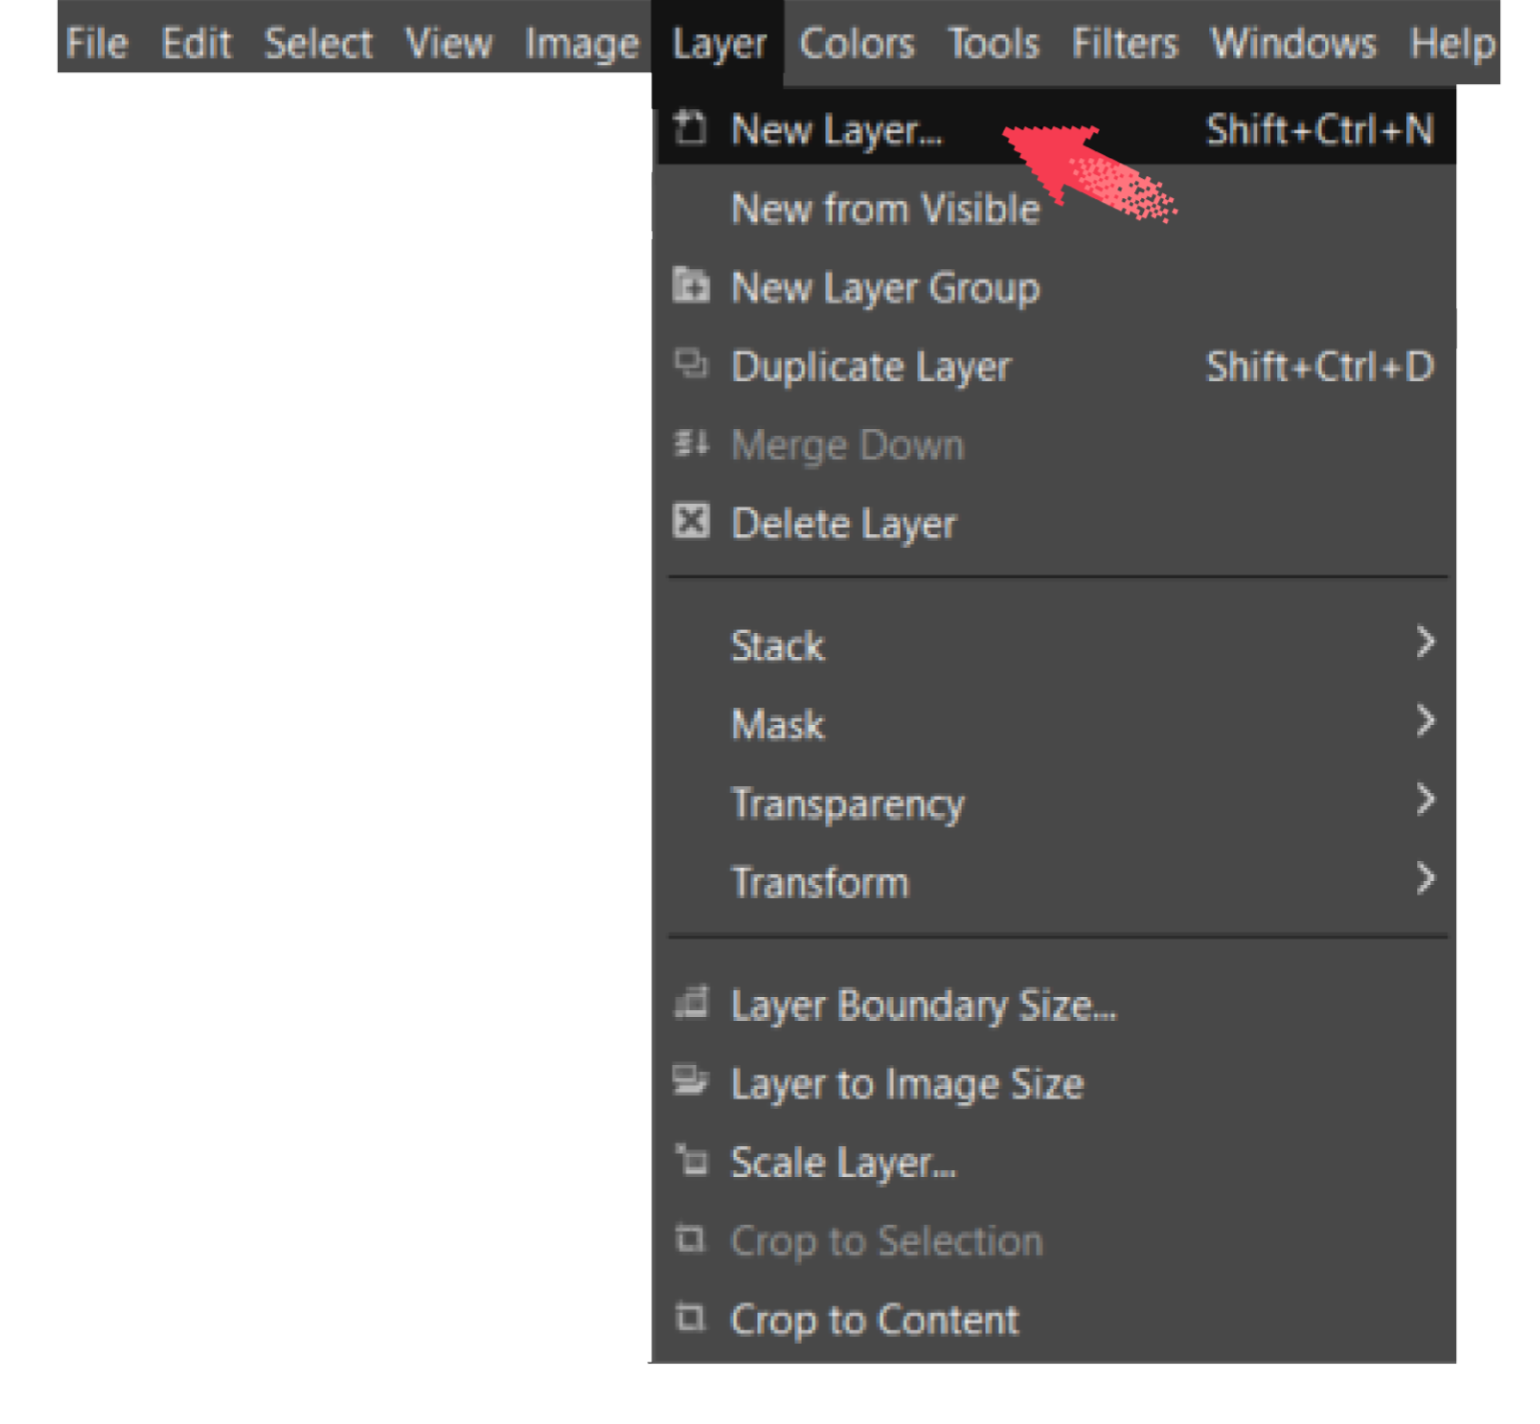 File Edit Select View Image Layer Colors Tools Filters Windows Help
New Layer... Shift+Ctrl+N
New from Visible
New Layer Group
Duplicate Layer Shift+Ctrl+D
Merge Down
Delete Layer
Stack
Mask
Transparency
Transform
Layer Boundary Size...
Layer to Image Size
Scale Layer...
Crop to Selection
Crop to Content